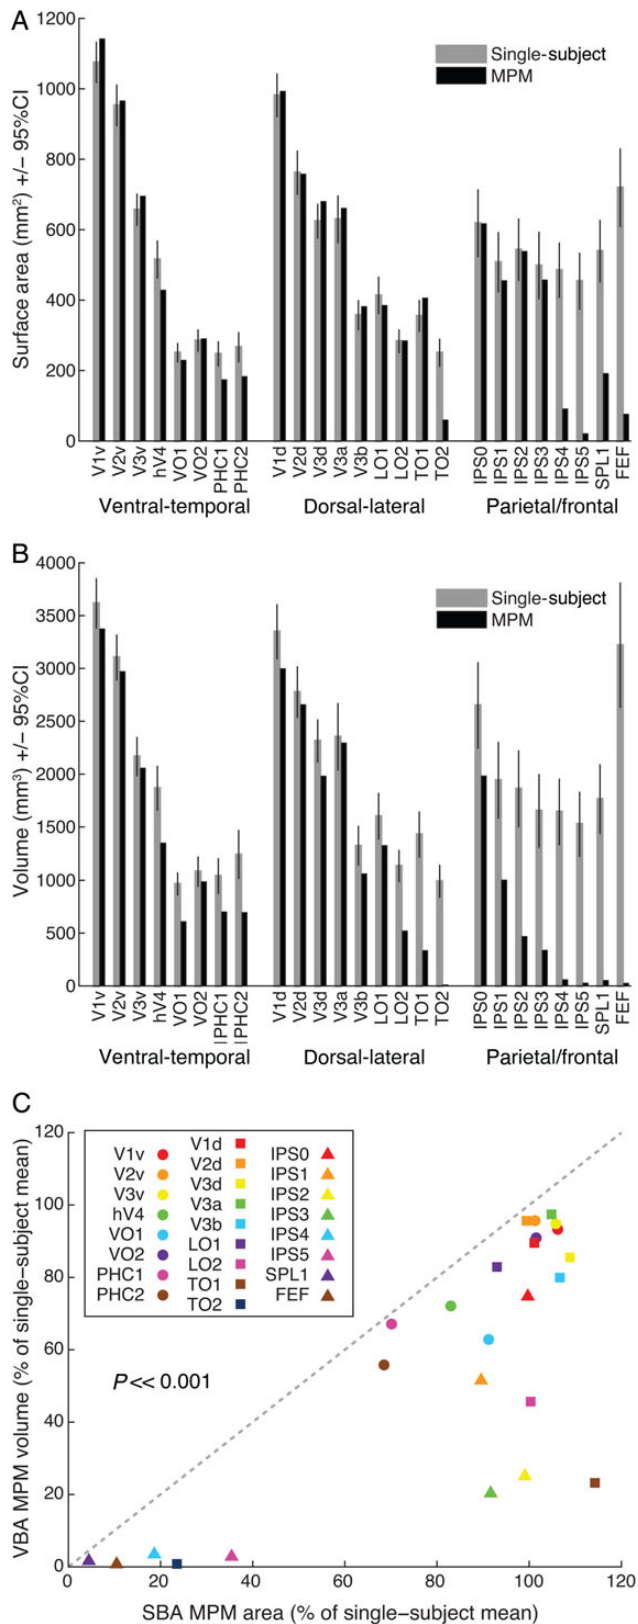 A
Surface area (mm²) +/− 95%CI
1200
1000
800
600
400
200
0
Single-subject
MPM
V1v
V2v
V3v
hV4
VO1
VO2
PHC1
PHC2
V1d
V2d
V3d
V3a
V3b
LO1
LO2
TO1
TO2
IPS0
IPS1
IPS2
IPS3
IPS4
IPS5
SPL1
FEF
Ventral-temporal
Dorsal-lateral
Parietal/frontal
B
Volume (mm³) +/− 95%CI
4000
3500
3000
2500
2000
1500
1000
500
0
Single-subject
MPM
V1v
V2v
V3v
hV4
VO1
VO2
|PHC1
|PHC2
V1d
V2d
V3d
V3a
V3b
LO1
LO2
TO1
TO2
IPS0
IPS1
IPS2
IPS3
IPS4
IPS5
SPL1
FEF
Ventral-temporal
Dorsal-lateral
Parietal/frontal
C
VBA MPM volume (% of single−subject mean)
120
100
80
60
40
20
0
V1v
V2v
V3v
hV4
VO1
VO2
PHC1
PHC2
V1d
V2d
V3d
V3a
V3b
LO1
LO2
TO1
TO2
IPS0
IPS1
IPS2
IPS3
IPS4
IPS5
SPL1
FEF
P<< 0.001
0 20 40 60 80 100 120
SBA MPM area (% of single−subject mean)